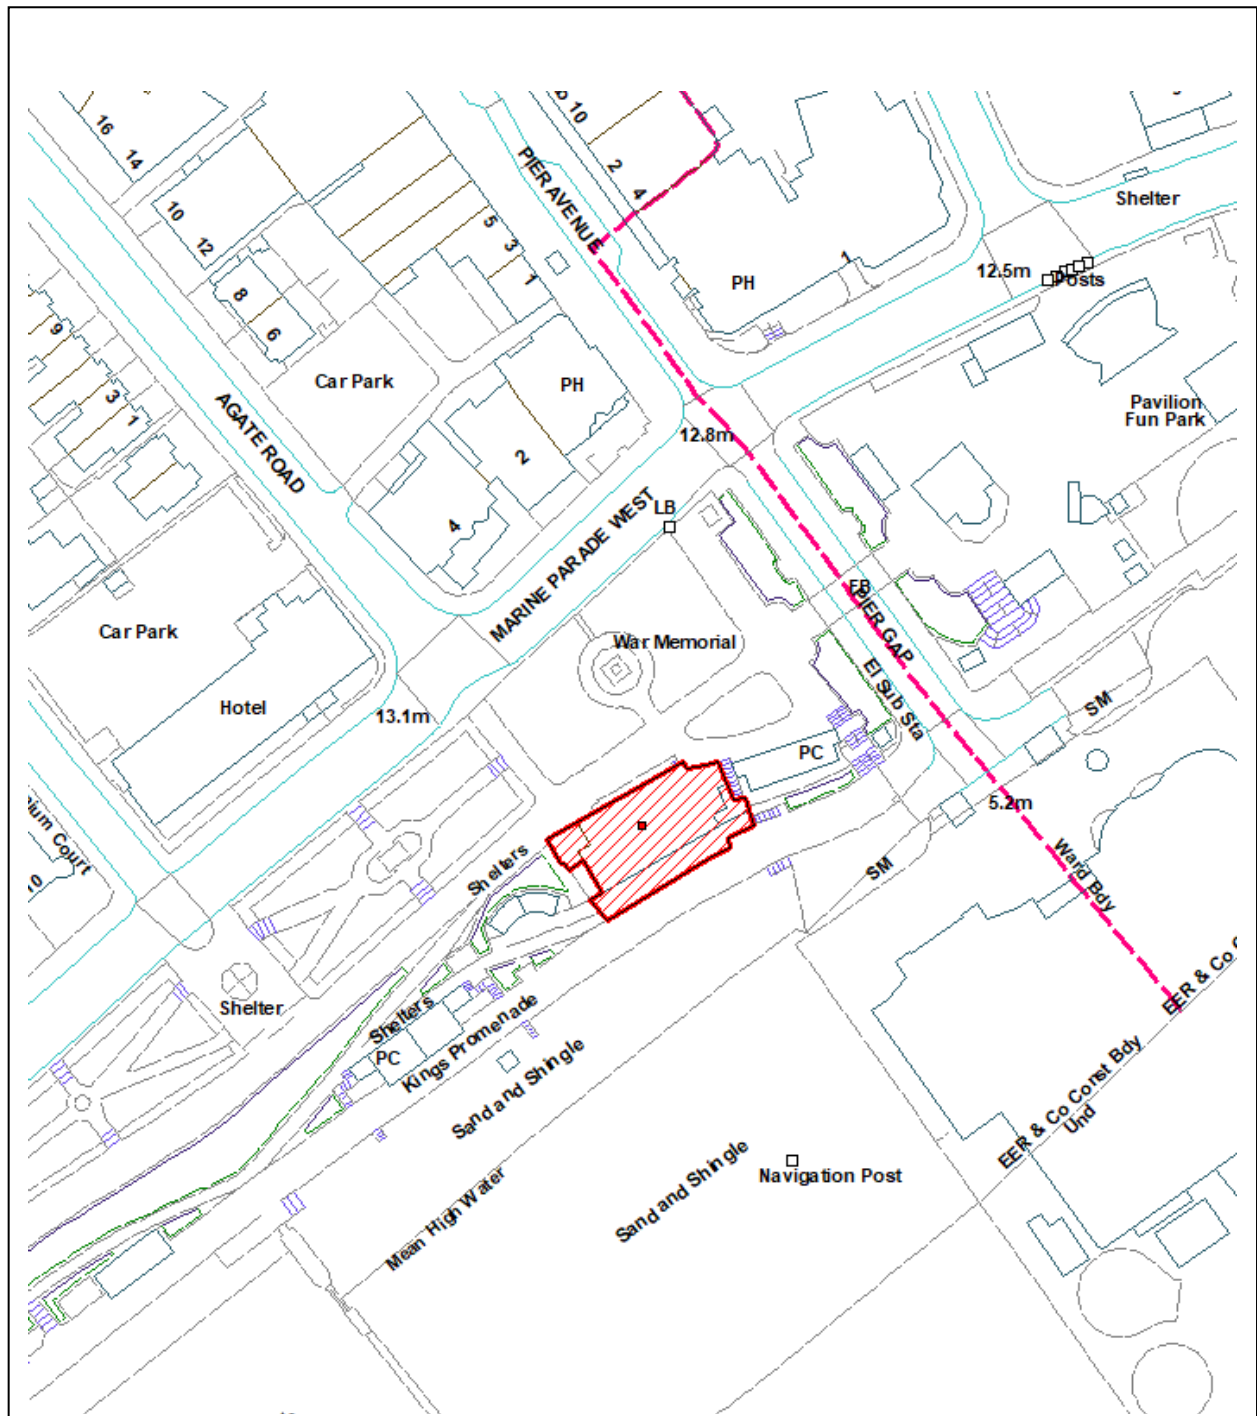 16
14
10
12
8
6
9
3
1
10
2
4
5
3
1
PIER AVENUE
PH
1
Shelter
12.5m
Posts
Car Park
PH
AGATE ROAD
2
4
12.8m
Pavilion
Fun Park
LB
MARINE PARADE WEST
FB
PIER GAP
War Memorial
El Sub Sta
Car Park
Hotel
13.1m
SM
PC
5.2m
Ward Bdy
SM
10
Court
Shelters
Shelter
Shelters
PC
Kings Promenade
Sand and Shingle
EER & Co
EER & Co Const Bdy
Und
Mean High Water
Sand and Shingle
Navigation Post